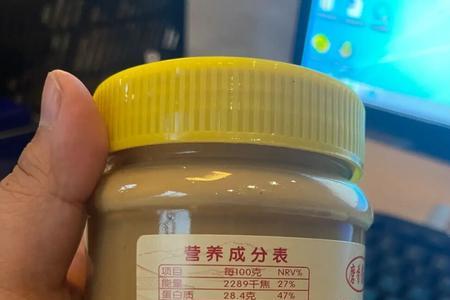 营养成分表
项目 每100克 NRV%
能量 2289千焦 27%
蛋白质 28.4克 47%